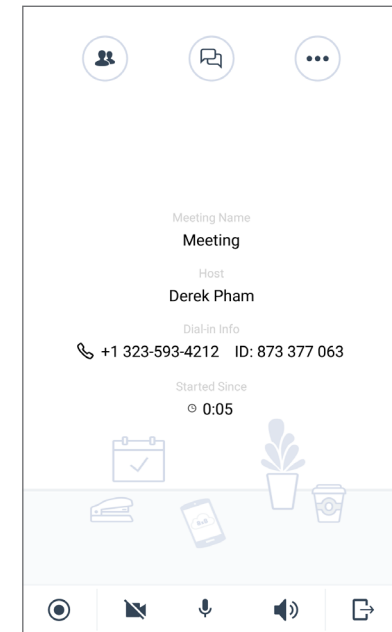 Meeting Name
Meeting
Host
Derek Pham
Dial-in Info
+1 323-593-4212 ID: 873 377 063
Started Since
0:05
8x8